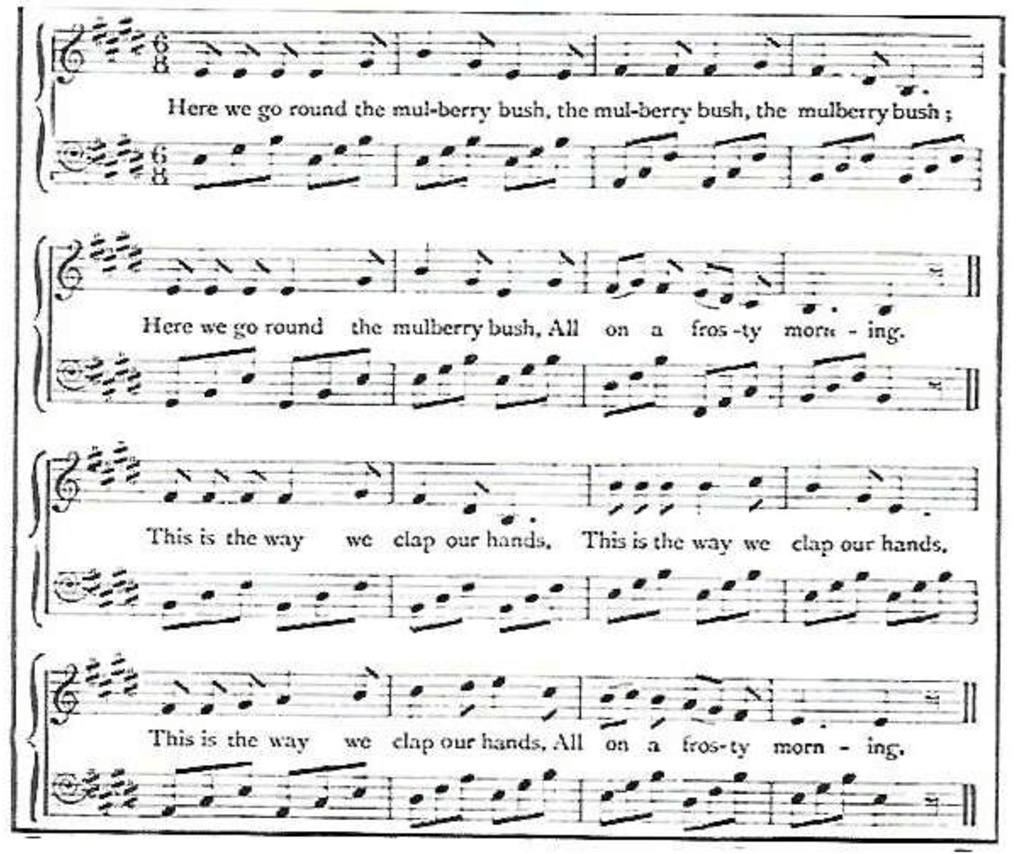 6 8
Here we go round the mul-berry bush, the mul-berry bush, the mulberry bush;
6 8
Here we go round the mulberry bush, All on a fros-ty morn - ing.
This is the way we clap our hands, This is the way we clap our hands.
This is the way we clap our hands, All on a fros-ty morn - ing.